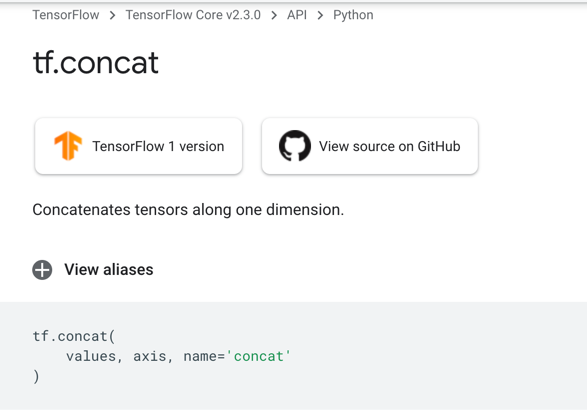 TensorFlow > TensorFlow Core v2.3.0 > API > Python
tf.concat
TensorFlow 1 version
View source on GitHub
Concatenates tensors along one dimension.
View aliases
tf.concat(
    values, axis, name='concat'
)